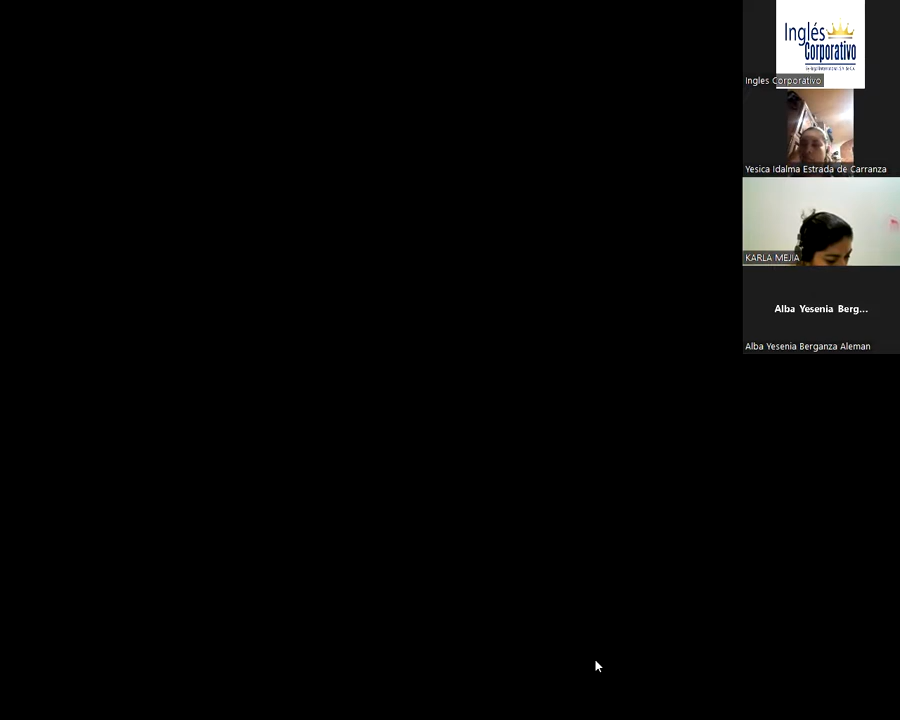 Inglés
Corporativo
Ingles Corporativo
Yesica Idalma Estrada de Carranza
KARLA MEJIA
Alba Yesenia Berg...
Alba Yesenia Berganza Aleman